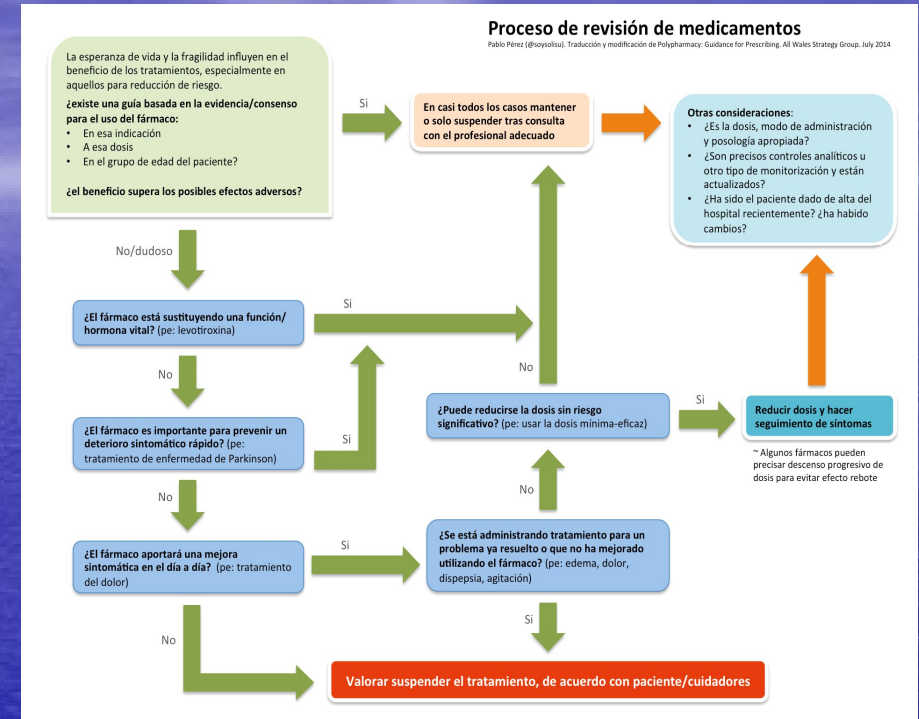 Proceso de revisión de medicamentos
Pablo Pérez (@soysolisu). Traducción y modificación de Polypharmacy: Guidance for Prescribing. All Wales Strategy Group. July 2014
La esperanza de vida y la fragilidad influyen en el
beneficio de los tratamientos, especialmente en
aquellos para reducción de riesgo.
¿existe una guía basada en la evidencia/consenso
para el uso del fármaco:
• En esa indicación
• A esa dosis
• En el grupo de edad del paciente?
¿el beneficio supera los posibles efectos adversos?
Si
En casi todos los casos mantener
o solo suspender tras consulta
con el profesional adecuado
Otras consideraciones:
• ¿Es la dosis, modo de administración
y posología apropiada?
• ¿Son precisos controles analíticos u
otro tipo de monitorización y están
actualizados?
• ¿Ha sido el paciente dado de alta del
hospital recientemente? ¿ha habido
cambios?
No/dudoso
¿El fármaco está sustituyendo una función/
hormona vital? (pe: levotiroxina)
Si
No
No
¿El fármaco es importante para prevenir un
deterioro sintomático rápido? (pe:
tratamiento de enfermedad de Parkinson)
Si
¿Puede reducirse la dosis sin riesgo
significativo? (pe: usar la dosis mínima-eficaz)
Si
Reducir dosis y hacer
seguimiento de síntomas
~ Algunos fármacos pueden
precisar descenso progresivo de
dosis para evitar efecto rebote
No
No
¿El fármaco aportará una mejora
sintomática en el día a día? (pe: tratamiento
del dolor)
Si
¿Se está administrando tratamiento para un
problema ya resuelto o que no ha mejorado
utilizando el fármaco? (pe: edema, dolor,
dispepsia, agitación)
No
Si
Valorar suspender el tratamiento, de acuerdo con paciente/cuidadores